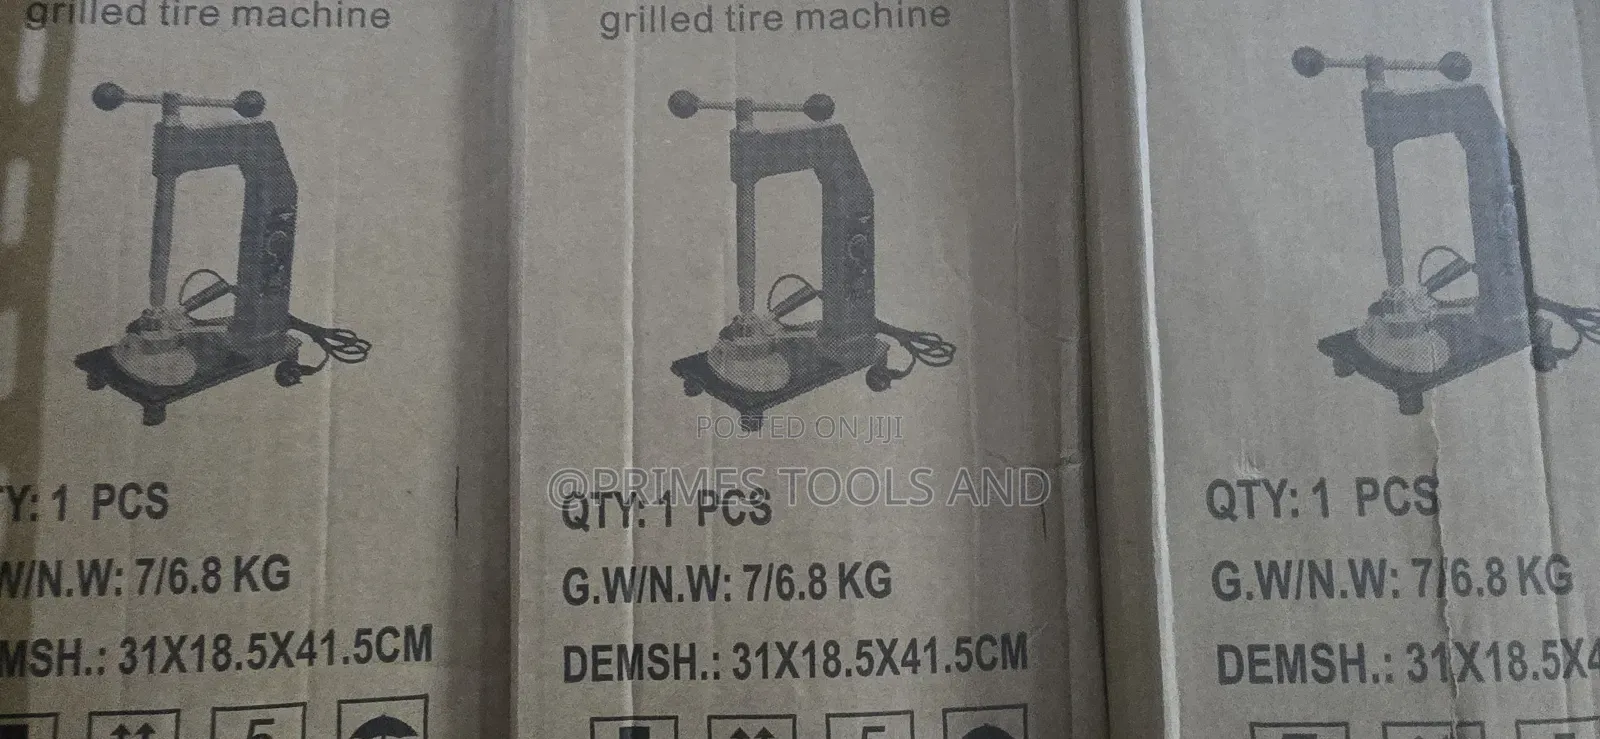 grilled tire machine
grilled tire machine
POSTED ON JIJI
@PRIMES TOOLS AND
Y: 1 PCS
QTY: 1 PCS
QTY: 1 PCS
W/N.W: 7/6.8 KG
G.W/N.W: 7/6.8 KG
G.W/N.W: 7/6.8 KG
MSH.: 31X18.5X41.5CM
DEMSH.: 31X18.5X41.5CM
DEMSH.: 31X18.5X4
5